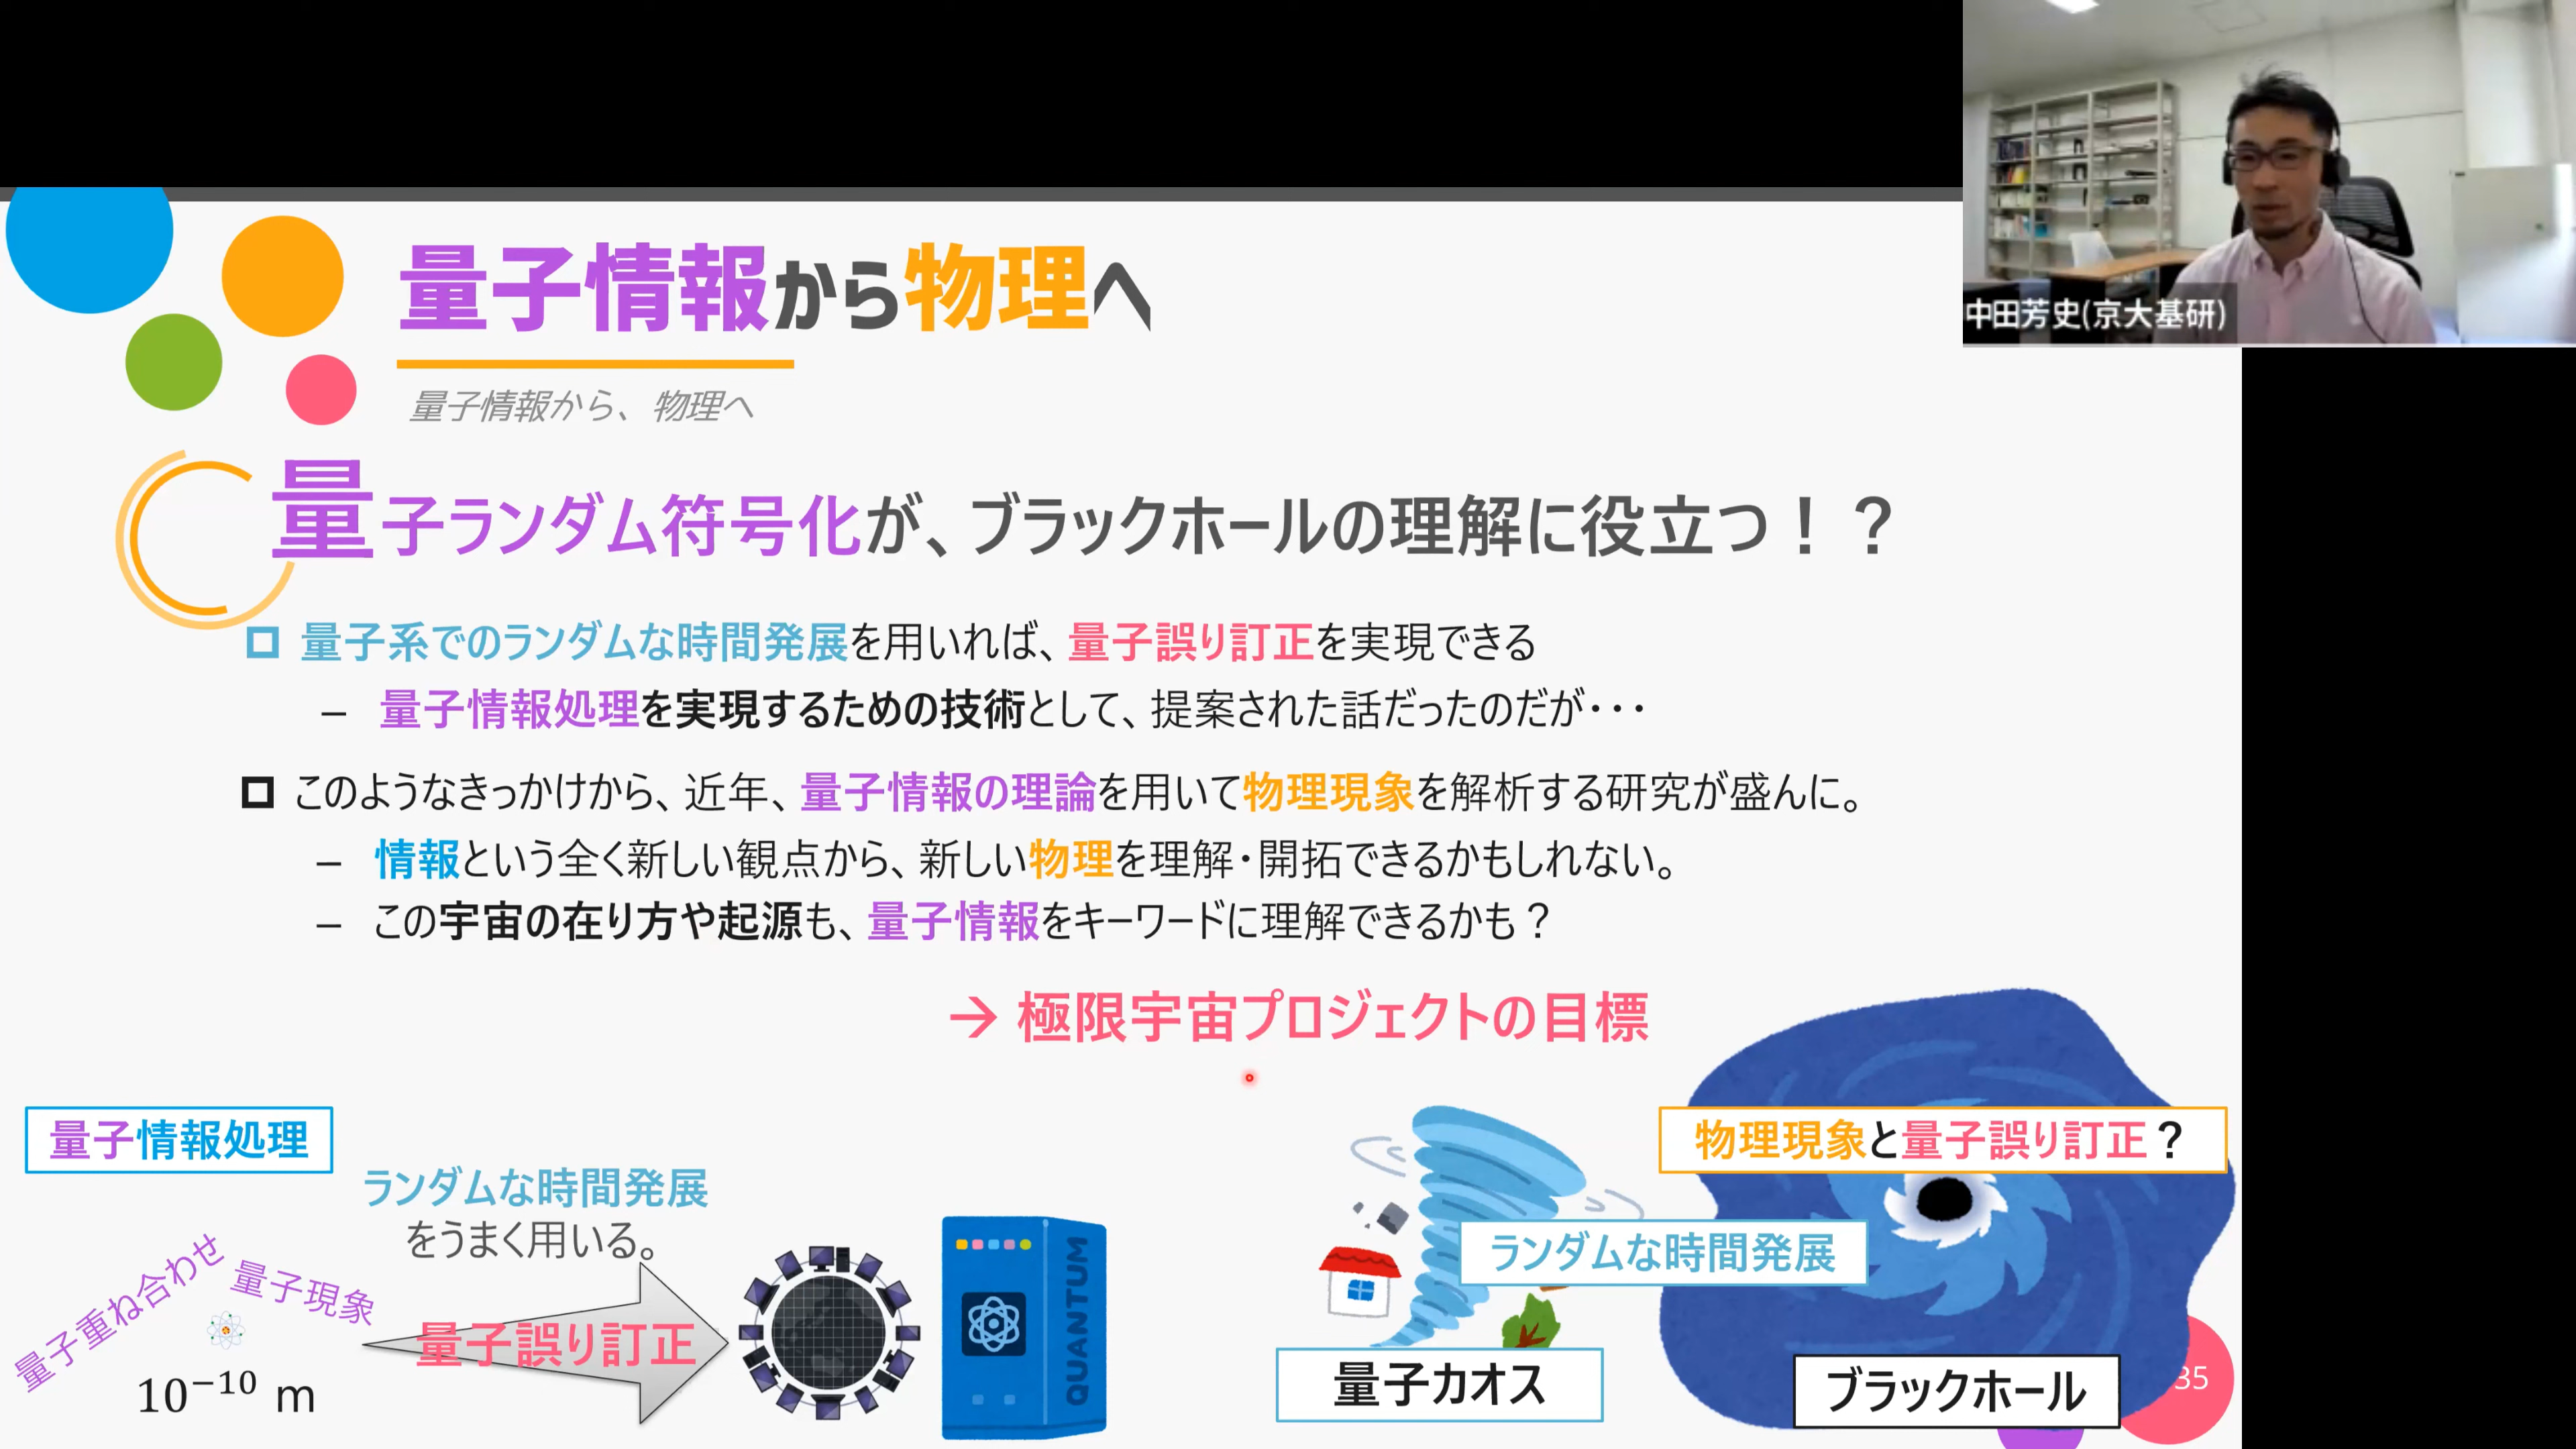 中田芳史(京大基研)
量子情報から物理へ
量子情報から、物理へ
量子ランダム符号化が、ブラックホールの理解に役立つ！？
量子系でのランダムな時間発展を用いれば、量子誤り訂正を実現できる
– 量子情報処理を実現するための技術として、提案された話だったのだが･･･
このようなきっかけから、近年、量子情報の理論を用いて物理現象を解析する研究が盛んに。
– 情報という全く新しい観点から、新しい物理を理解・開拓できるかもしれない。
– この宇宙の在り方や起源も、量子情報をキーワードに理解できるかも？
→ 極限宇宙プロジェクトの目標
量子情報処理
ランダムな時間発展
をうまく用いる。
量子重ね合わせ
量子現象
量子誤り訂正
10⁻¹⁰ m
QUANTUM
物理現象と量子誤り訂正？
ランダムな時間発展
量子カオス
ブラックホール
35